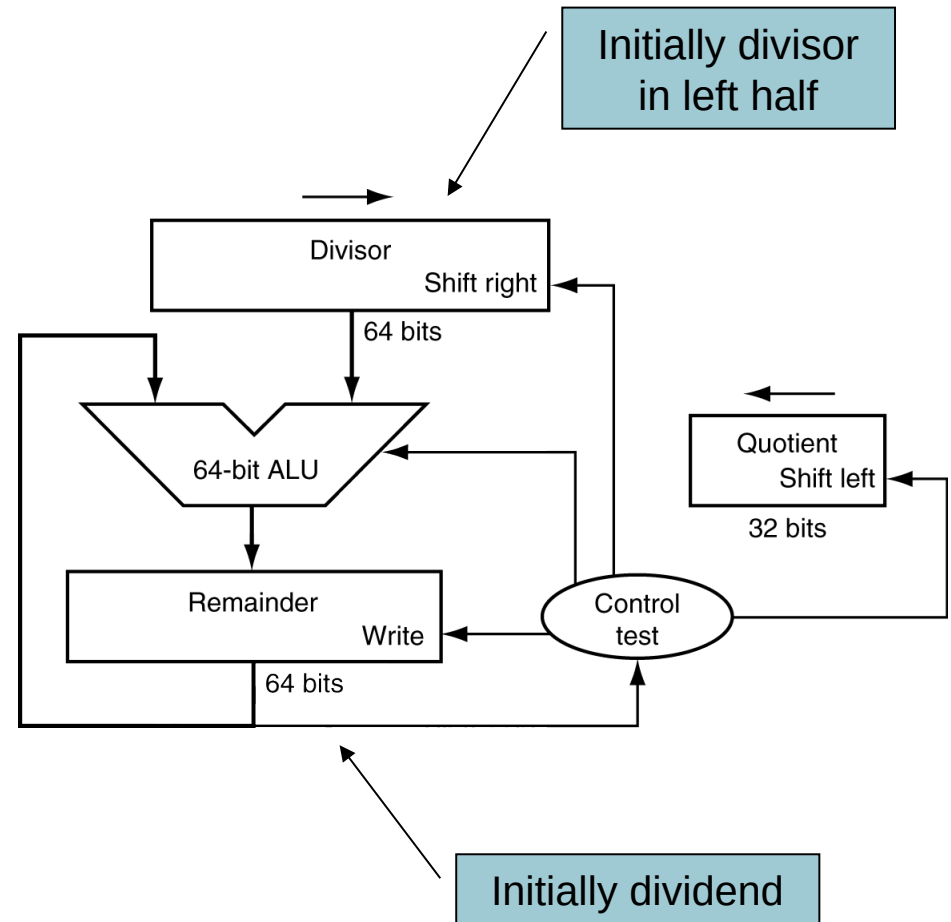 Initially divisor
in left half
Divisor
Shift right
64 bits
64-bit ALU
Quotient
Shift left
32 bits
Remainder
Write
64 bits
Control
test
Initially dividend